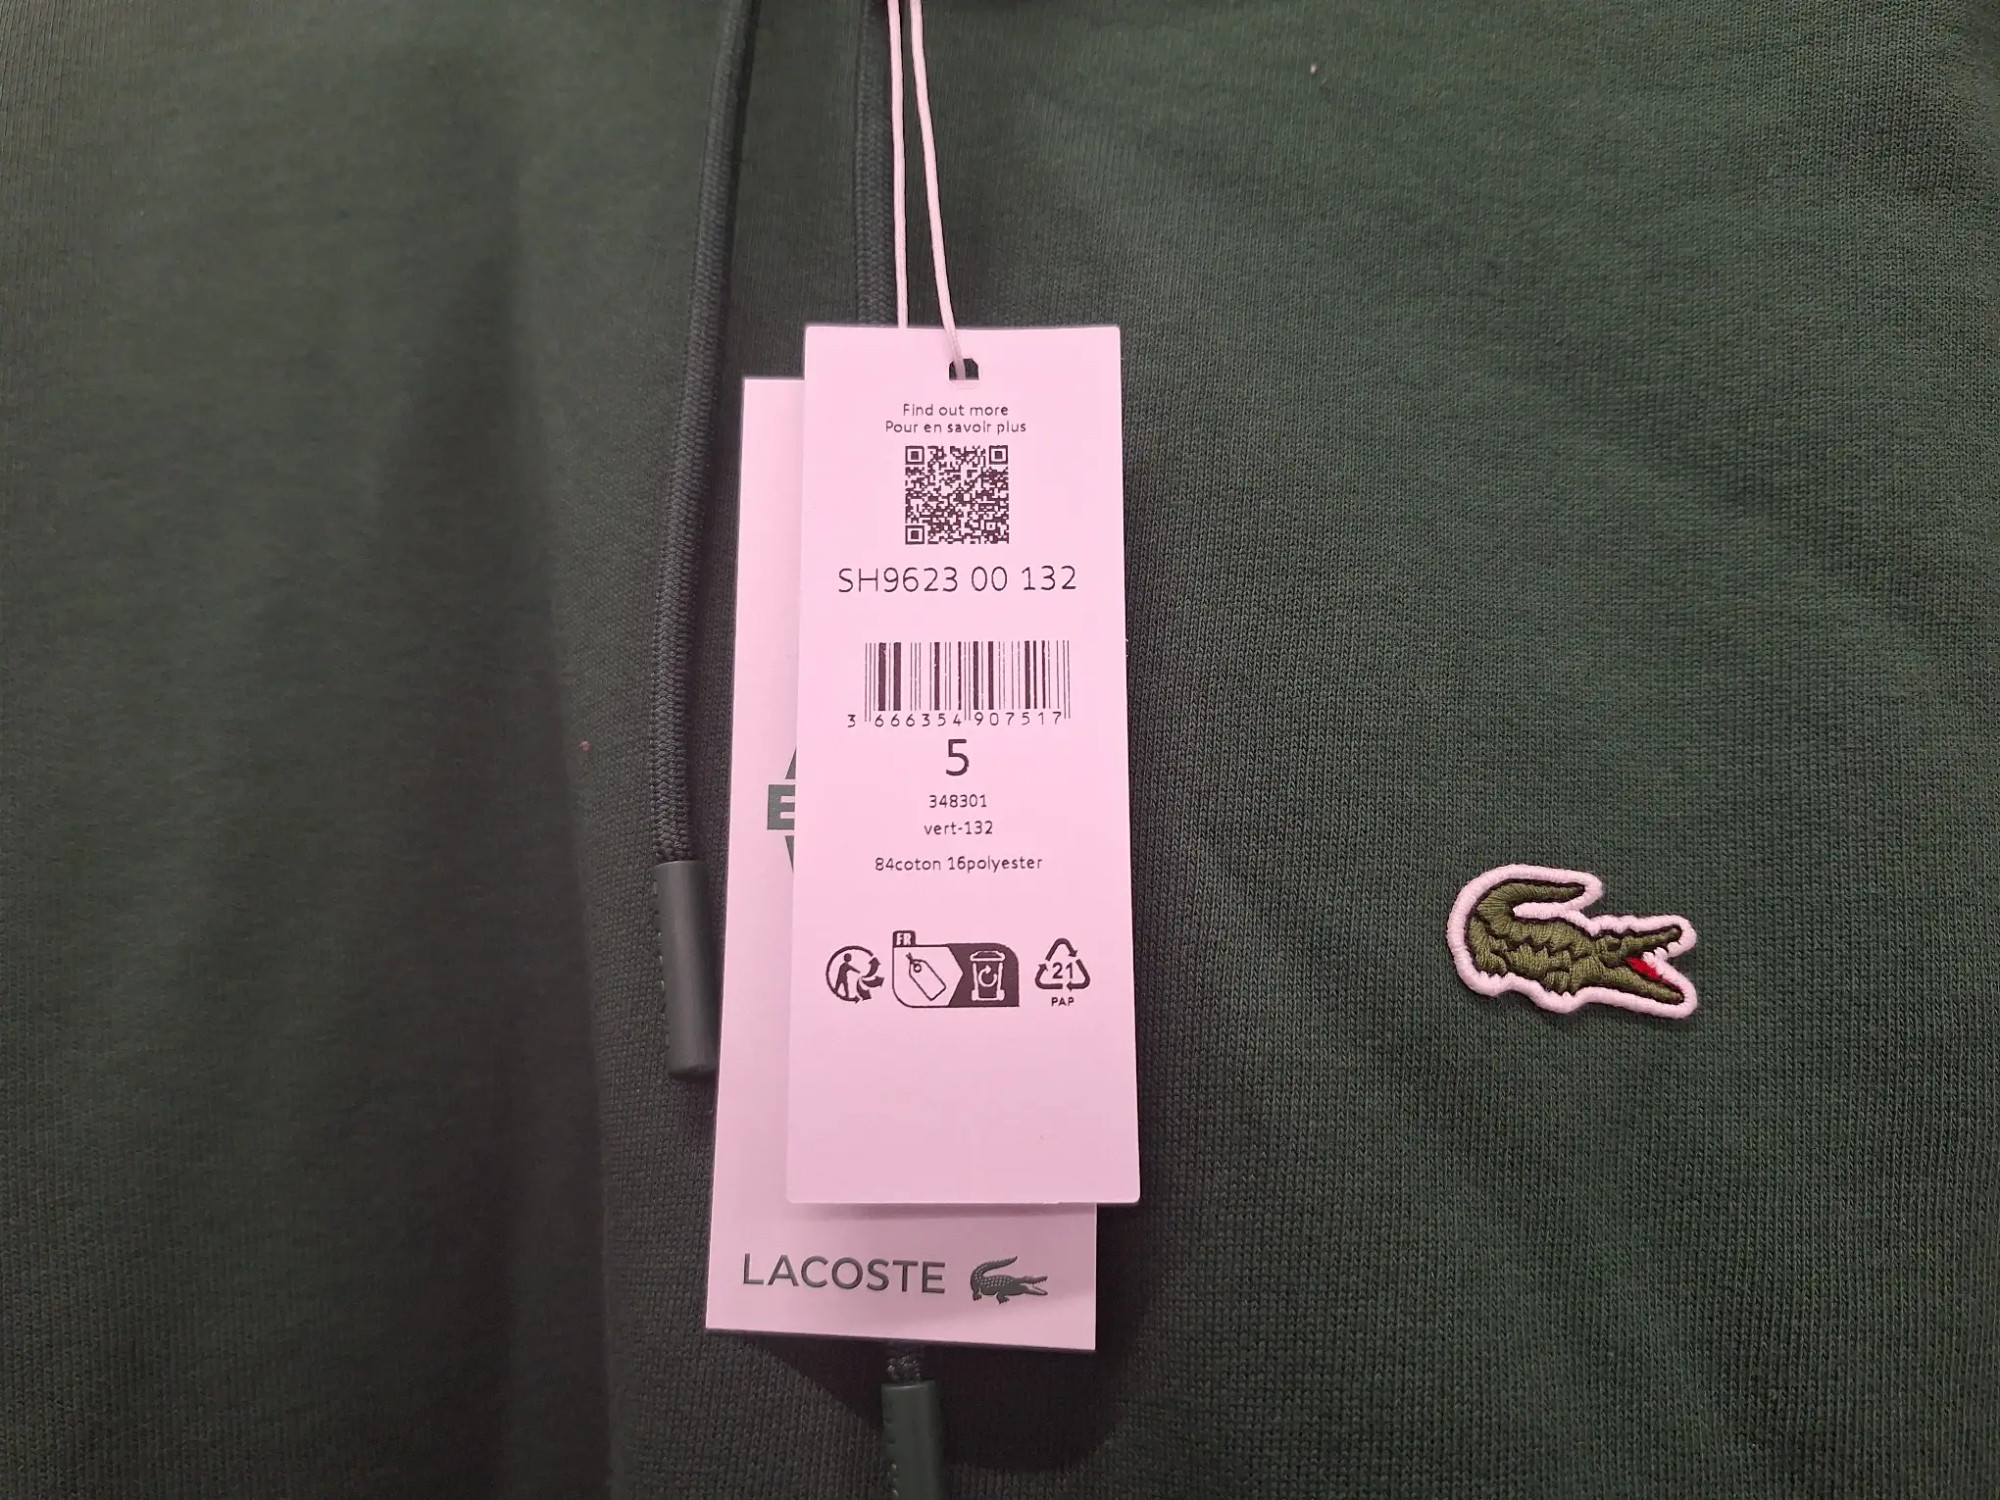 Find out more
Pour en savoir plus
SH9623 00 132
3 666354 907517
5
348301
vert-132
84coton 16polyester
FR
21
PAP
E
LACOSTE